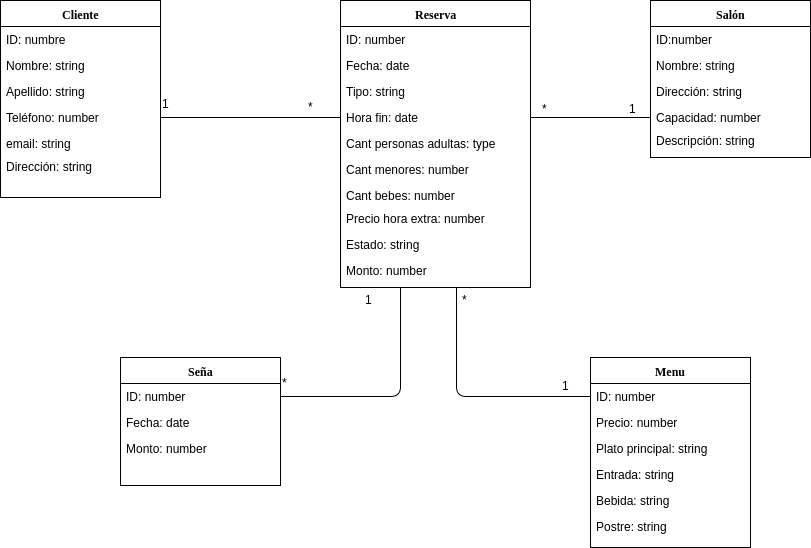 Cliente
ID: numbre
Nombre: string
Apellido: string
Teléfono: number
email: string
Dirección: string
1
*
Reserva
ID: number
Fecha: date
Tipo: string
Hora fin: date
Cant personas adultas: type
Cant menores: number
Cant bebes: number
Precio hora extra: number
Estado: string
Monto: number
*
1
Salón
ID:number
Nombre: string
Dirección: string
Capacidad: number
Descripción: string
1
*
*
1
Seña
ID: number
Fecha: date
Monto: number
Menu
ID: number
Precio: number
Plato principal: string
Entrada: string
Bebida: string
Postre: string